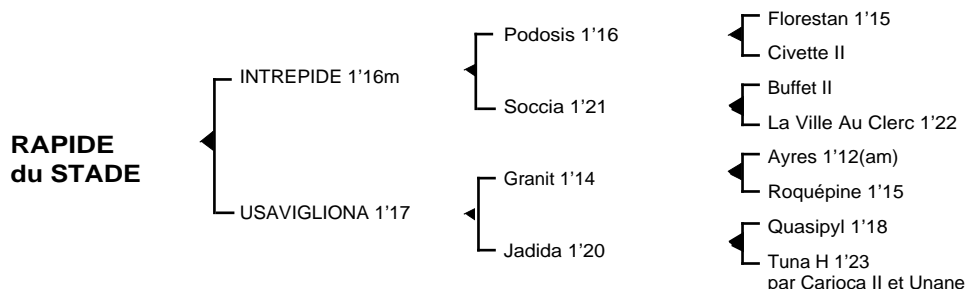 RAPIDE
du STADE
INTREPIDE 1'16m
USAVIGLIONA 1'17
Podosis 1'16
Soccia 1'21
Granit 1'14
Jadida 1'20
Florestan 1'15
Civette II
Buffet II
La Ville Au Clerc 1'22
Ayres 1'12(am)
Roquépine 1'15
Quasipyl 1'18
Tuna H 1'23
par Carioca II et Unane